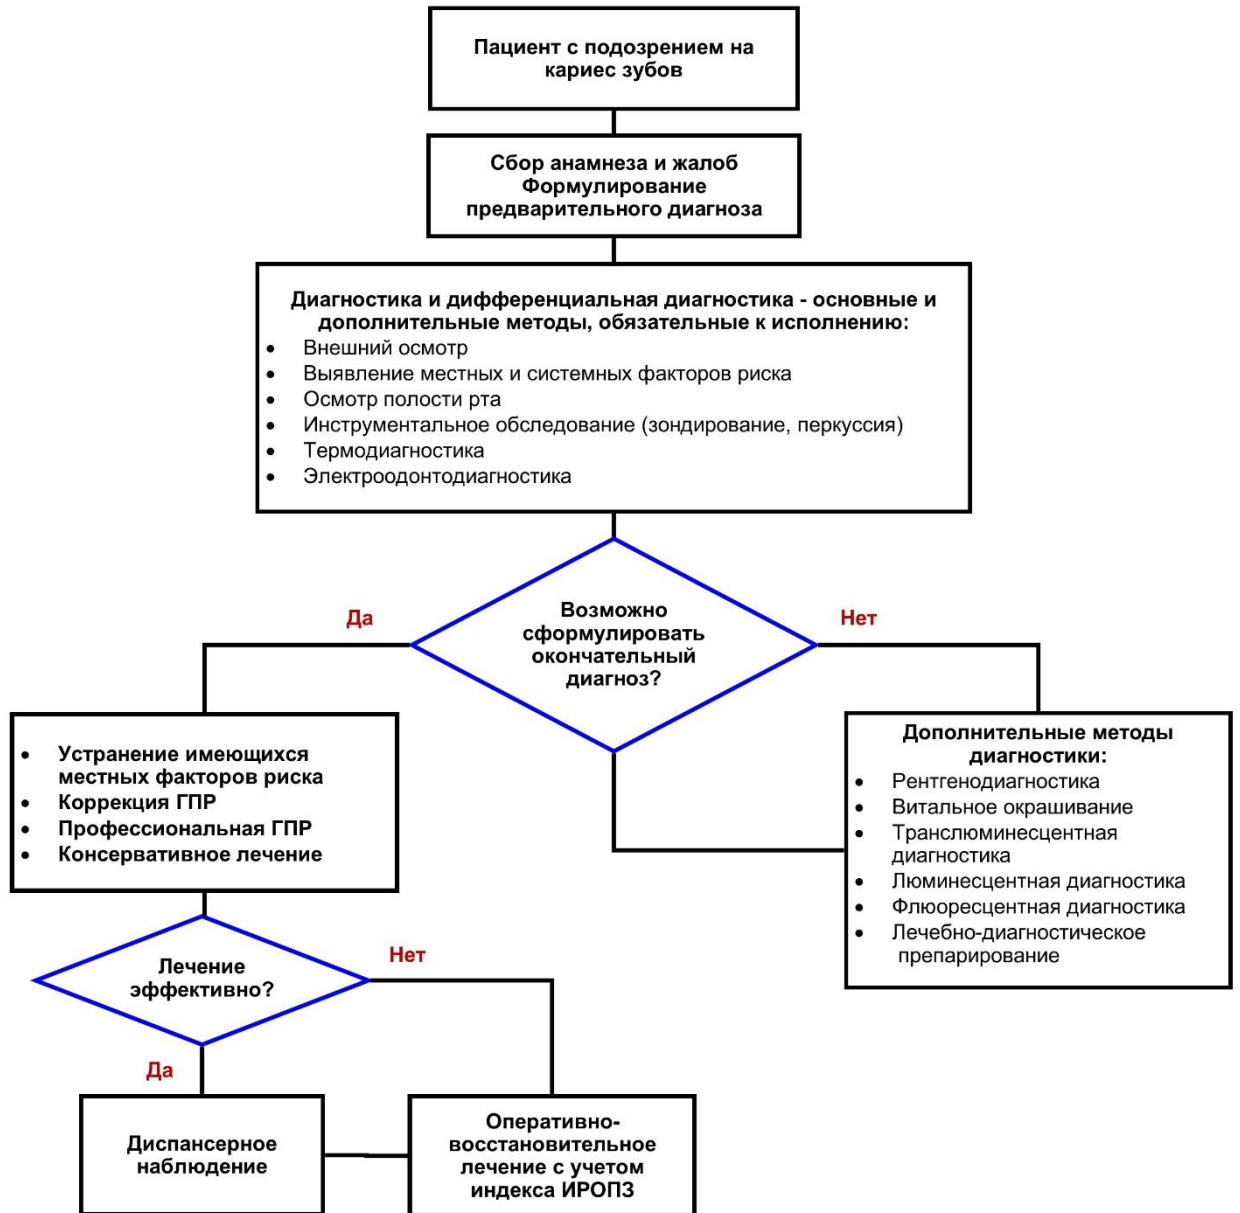 Пациент с подозрением на
кариес зубов
Сбор анамнеза и жалоб
Формулирование
предварительного диагноза
Диагностика и дифференциальная диагностика - основные и
дополнительные методы, обязательные к исполнению:
• Внешний осмотр
• Выявление местных и системных факторов риска
• Осмотр полости рта
• Инструментальное обследование (зондирование, перкуссия)
• Термодиагностика
• Электроодонтодиагностика
Возможно
сформулировать
окончательный
диагноз?
Да
Нет
• Устранение имеющихся
местных факторов риска
• Коррекция ГПР
• Профессиональная ГПР
• Консервативное лечение
Дополнительные методы
диагностики:
• Рентгенодиагностика
• Витальное окрашивание
• Транслюминесцентная
диагностика
• Люминесцентная диагностика
• Флюоресцентная диагностика
• Лечебно-диагностическое
препарирование
Лечение
эффективно?
Нет
Да
Диспансерное
наблюдение
Оперативно-
восстановительное
лечение с учетом
индекса ИРОПЗ